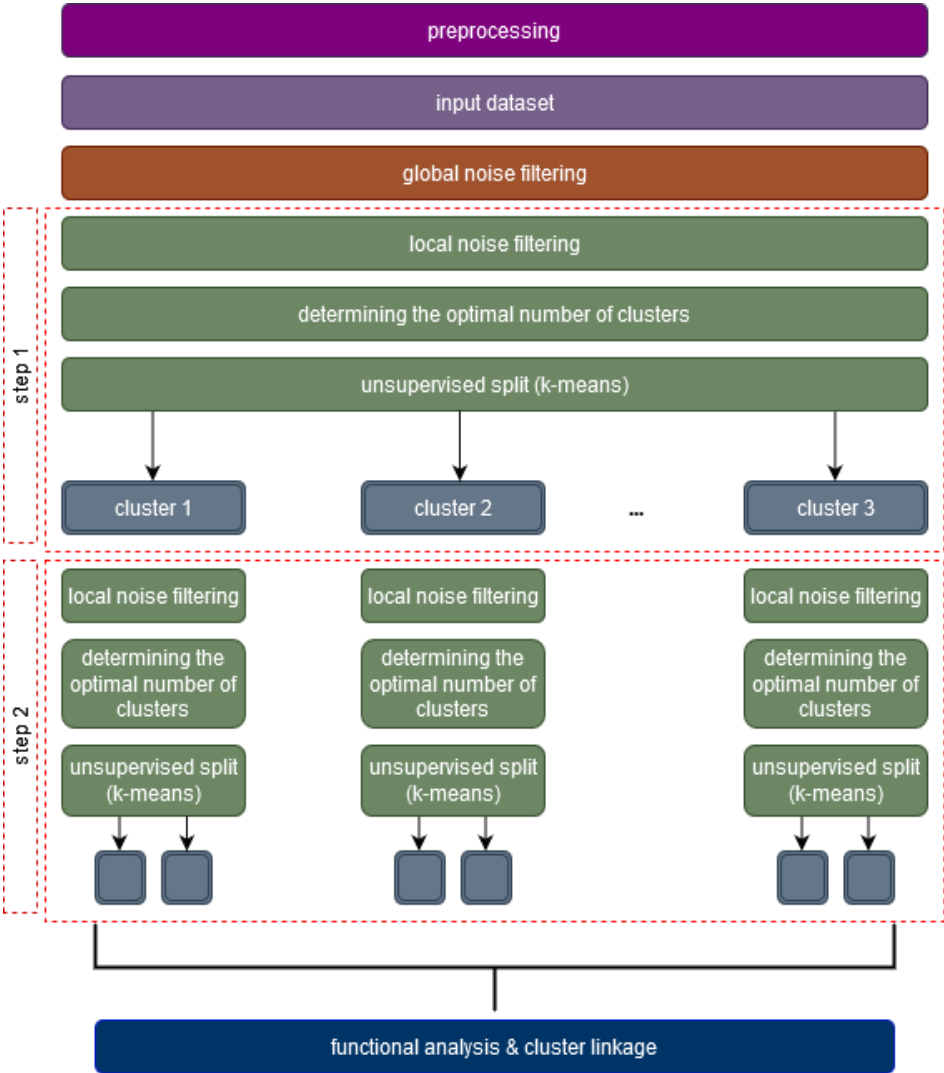 preprocessing
input dataset
global noise filtering
step 1
local noise filtering
determining the optimal number of clusters
unsupervised split (k-means)
cluster 1
cluster 2
...
cluster 3
step 2
local noise filtering
local noise filtering
local noise filtering
determining the
optimal number of
clusters
determining the
optimal number of
clusters
determining the
optimal number of
clusters
unsupervised split
(k-means)
unsupervised split
(k-means)
unsupervised split
(k-means)
functional analysis & cluster linkage